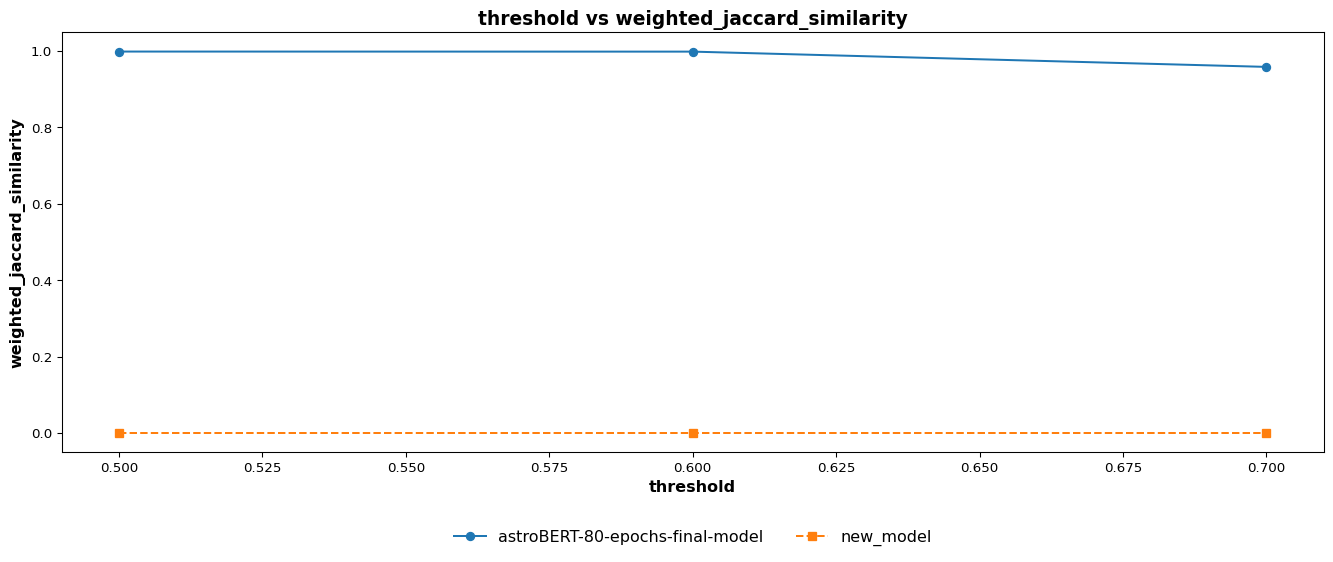 threshold vs weighted_jaccard_similarity
weighted_jaccard_similarity
1.0
0.8
0.6
0.4
0.2
0.0
0.500 0.525 0.550 0.575 0.600 0.625 0.650 0.675 0.700
threshold
astroBERT-80-epochs-final-model new_model